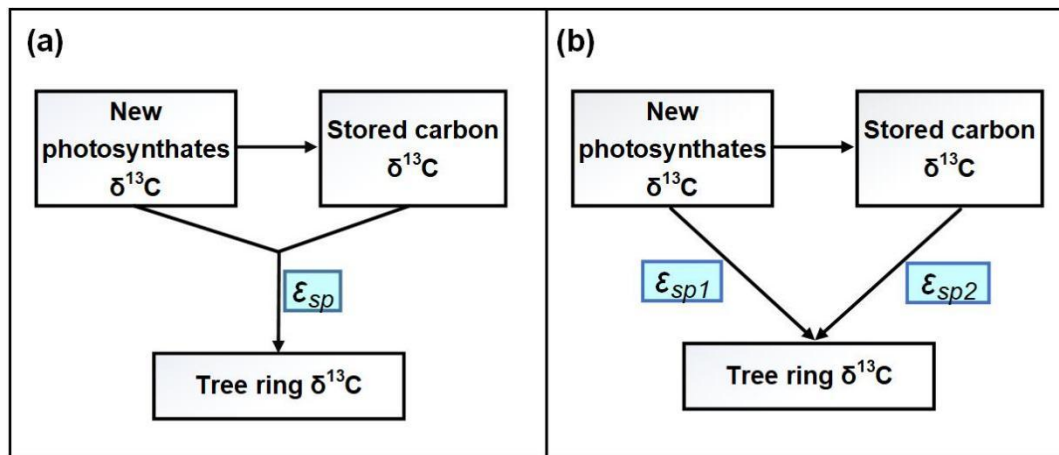 (a)
New
photosynthates
δ¹³C
Stored carbon
δ¹³C
εsp
Tree ring δ¹³C
(b)
New
photosynthates
δ¹³C
Stored carbon
δ¹³C
εsp1
εsp2
Tree ring δ¹³C